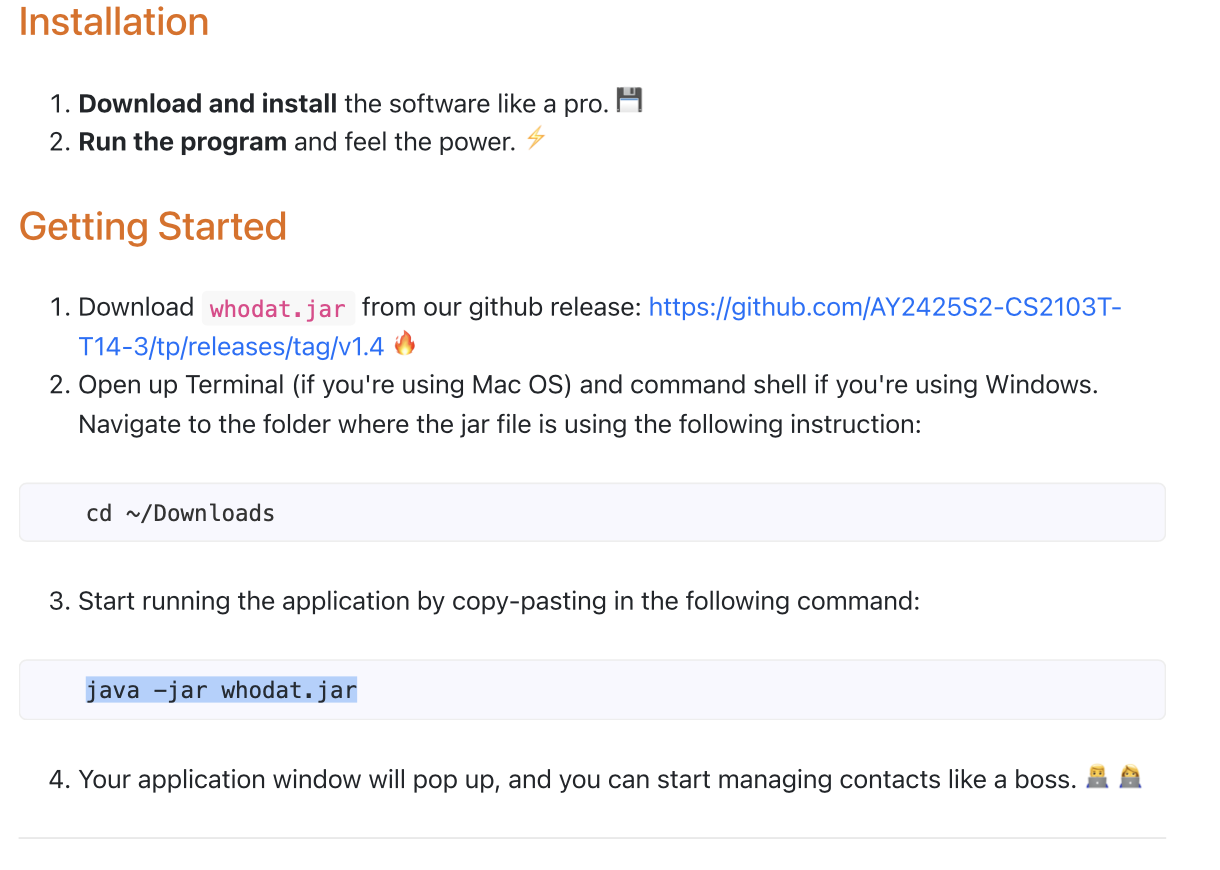 Installation
1. Download and install the software like a pro. 💾
2. Run the program and feel the power. ⚡
Getting Started
1. Download whodat.jar from our github release: https://github.com/AY2425S2-CS2103T-
T14-3/tp/releases/tag/v1.4 🔥
2. Open up Terminal (if you're using Mac OS) and command shell if you're using Windows.
Navigate to the folder where the jar file is using the following instruction:
cd ~/Downloads
3. Start running the application by copy-pasting in the following command:
java -jar whodat.jar
4. Your application window will pop up, and you can start managing contacts like a boss. 👨‍💻 👩‍💻